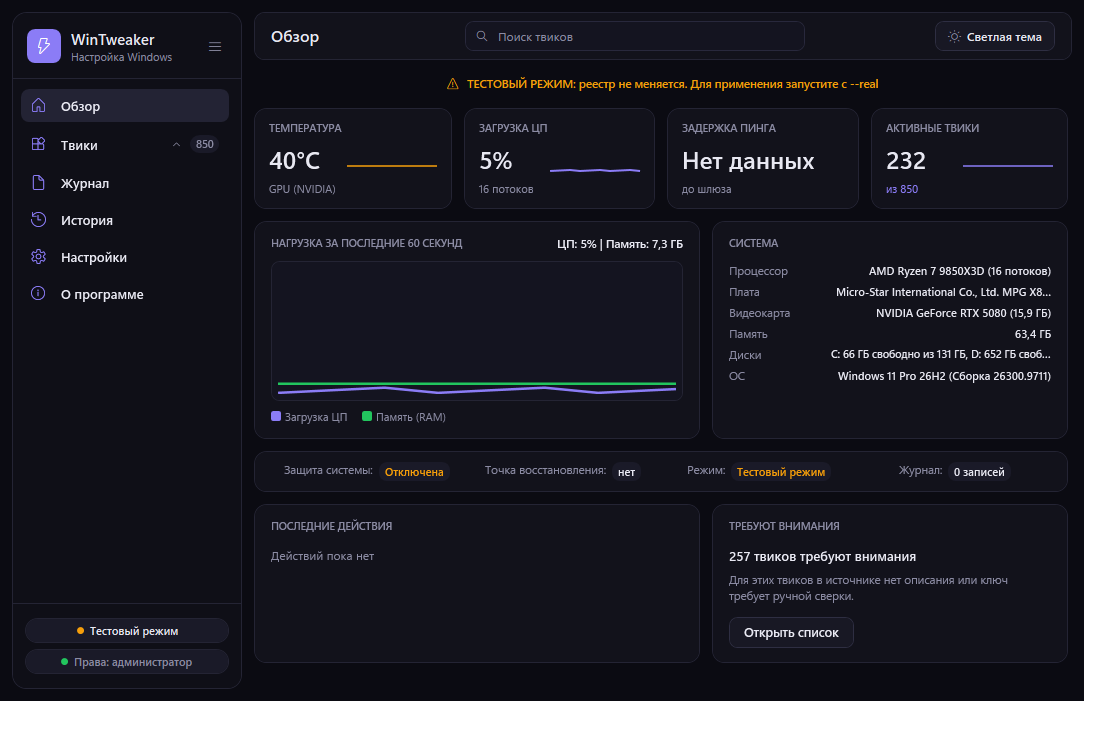 WinTweaker
Настройка Windows
Обзор
Твики 850
Журнал
История
Настройки
О программе
Тестовый режим
Права: администратор
Обзор
Поиск твиков
Светлая тема
ТЕСТОВЫЙ РЕЖИМ: реестр не меняется. Для применения запустите с --real
ТЕМПЕРАТУРА
40°C
GPU (NVIDIA)
ЗАГРУЗКА ЦП
5%
16 потоков
ЗАДЕРЖКА ПИНГА
Нет данных
до шлюза
АКТИВНЫЕ ТВИКИ
232
из 850
НАГРУЗКА ЗА ПОСЛЕДНИЕ 60 СЕКУНД
ЦП: 5% | Память: 7,3 ГБ
Загрузка ЦП
Память (RAM)
СИСТЕМА
Процессор AMD Ryzen 7 9850X3D (16 потоков)
Плата Micro-Star International Co., Ltd. MPG X8...
Видеокарта NVIDIA GeForce RTX 5080 (15,9 ГБ)
Память 63,4 ГБ
Диски C: 66 ГБ свободно из 131 ГБ, D: 652 ГБ своб...
ОС Windows 11 Pro 26H2 (Сборка 26300.9711)
Защита системы: Отключена
Точка восстановления: нет
Режим: Тестовый режим
Журнал: 0 записей
ПОСЛЕДНИЕ ДЕЙСТВИЯ
Действий пока нет
ТРЕБУЮТ ВНИМАНИЯ
257 твиков требуют внимания
Для этих твиков в источнике нет описания или ключ
требует ручной сверки.
Открыть список